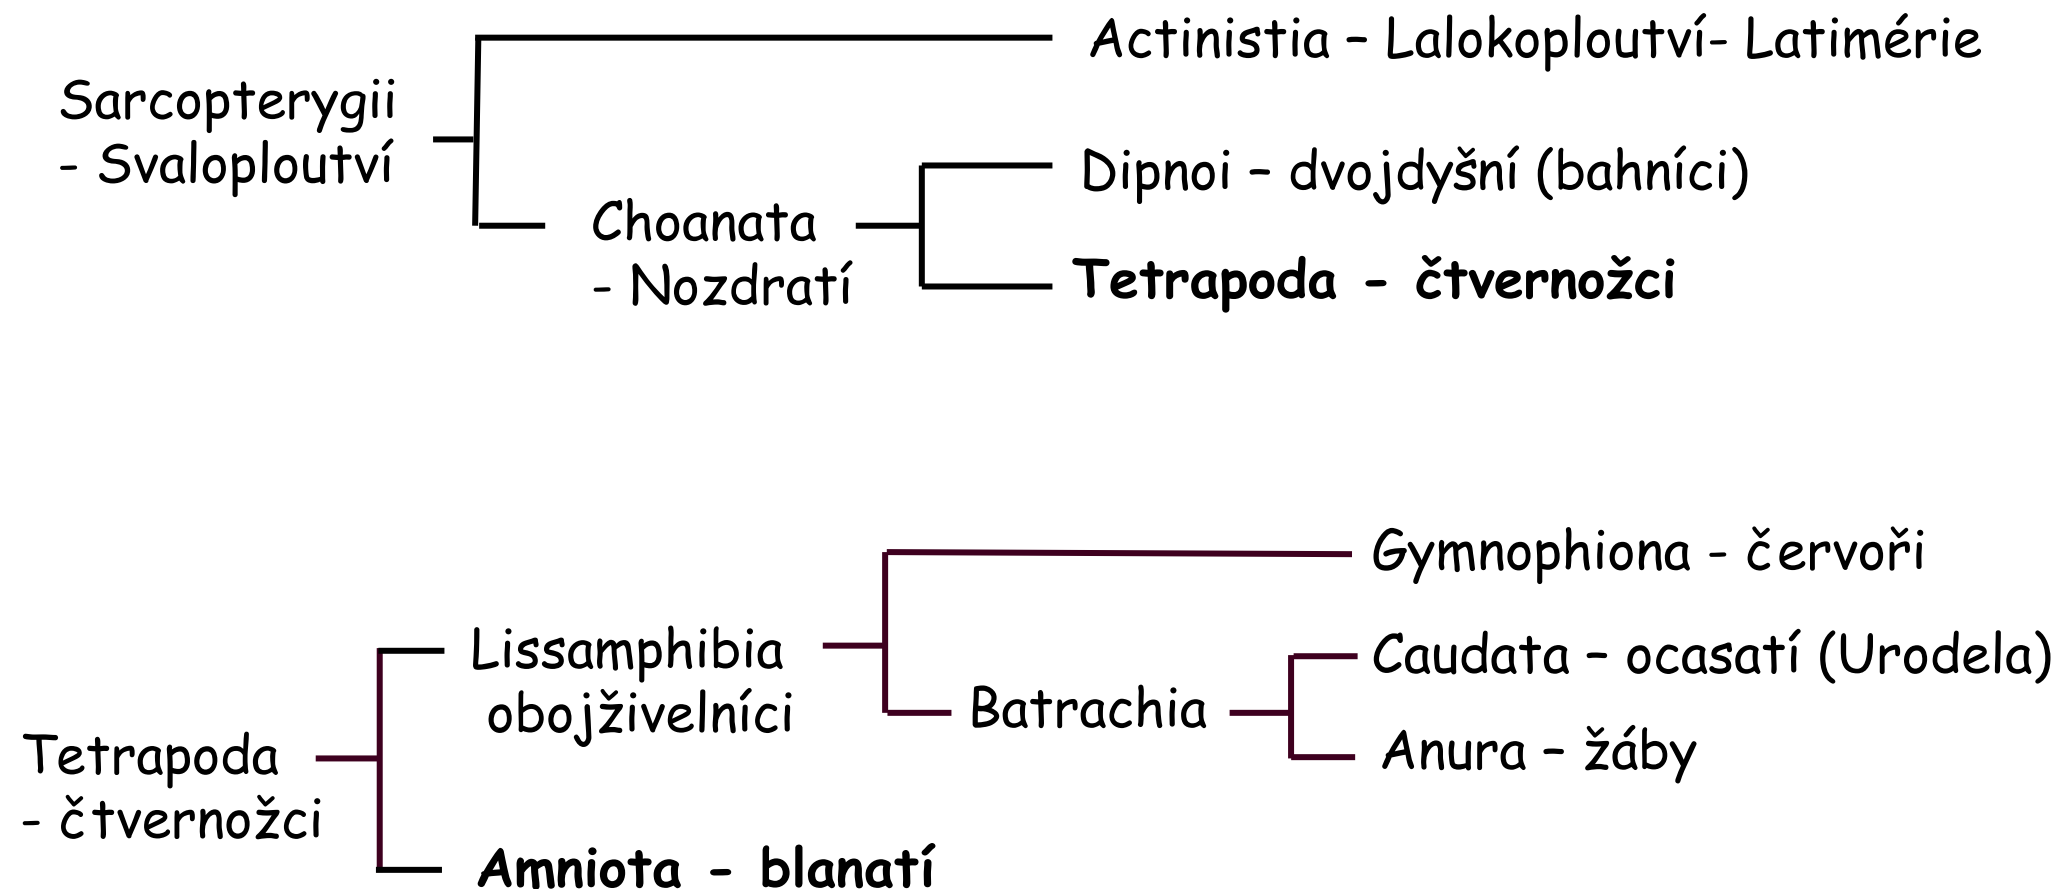 Actinistia – Lalokoploutví- Latimérie
Sarcopterygii
- Svaloploutví
Dipnoi – dvojdyšní (bahníci)
Choanata
- Nozdratí
Tetrapoda - čtvernožci
Gymnophiona - červoři
Lissamphibia
obojživelníci
Caudata – ocasatí (Urodela)
Batrachia
Anura – žáby
Tetrapoda
- čtvernožci
Amniota - blanatí